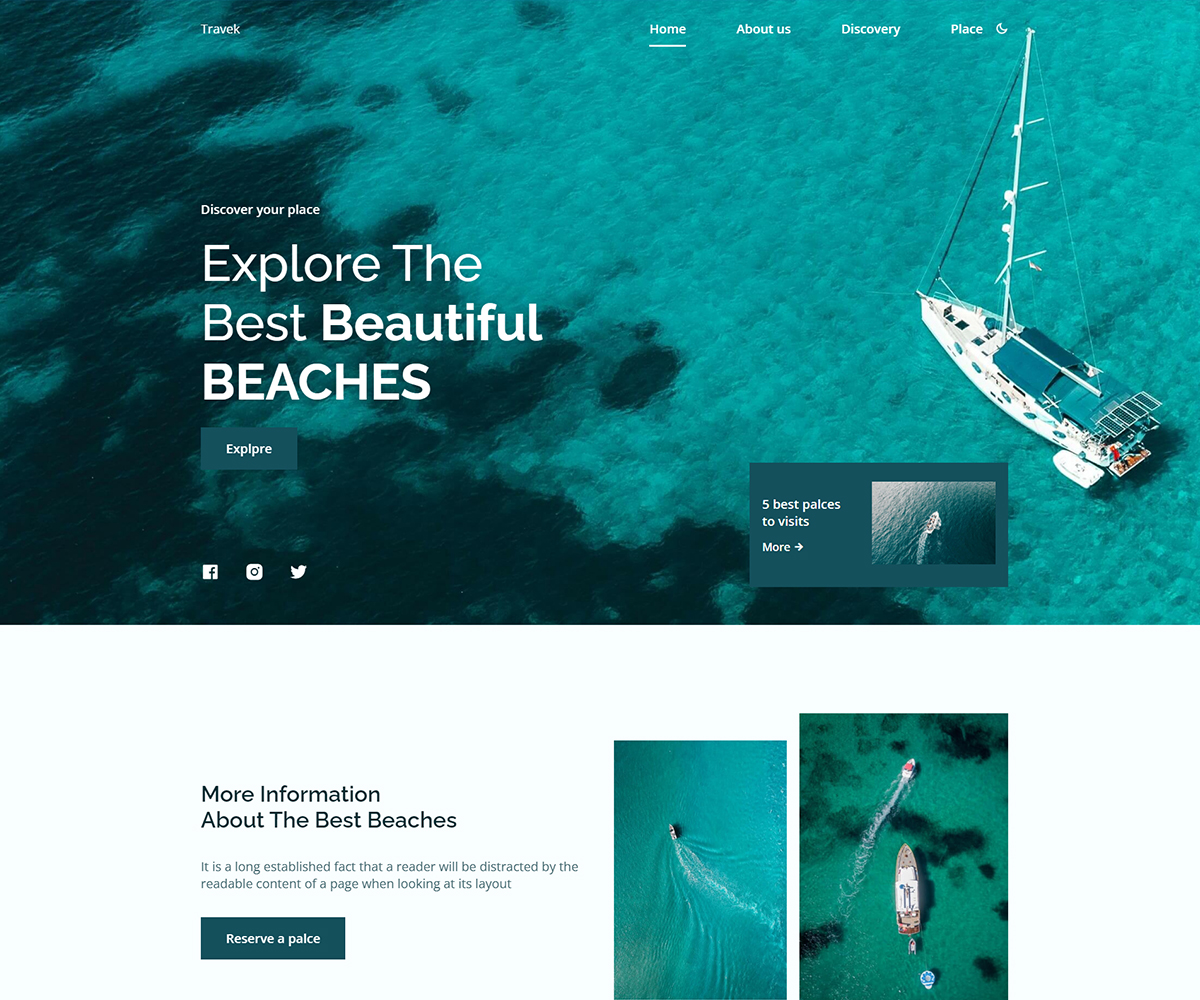 Travek
Home
About us
Discovery
Place
Discover your place
Explore The
Best Beautiful
BEACHES
Explpre
5 best palces
to visits
More →
More Information
About The Best Beaches
It is a long established fact that a reader will be distracted by the
readable content of a page when looking at its layout
Reserve a palce